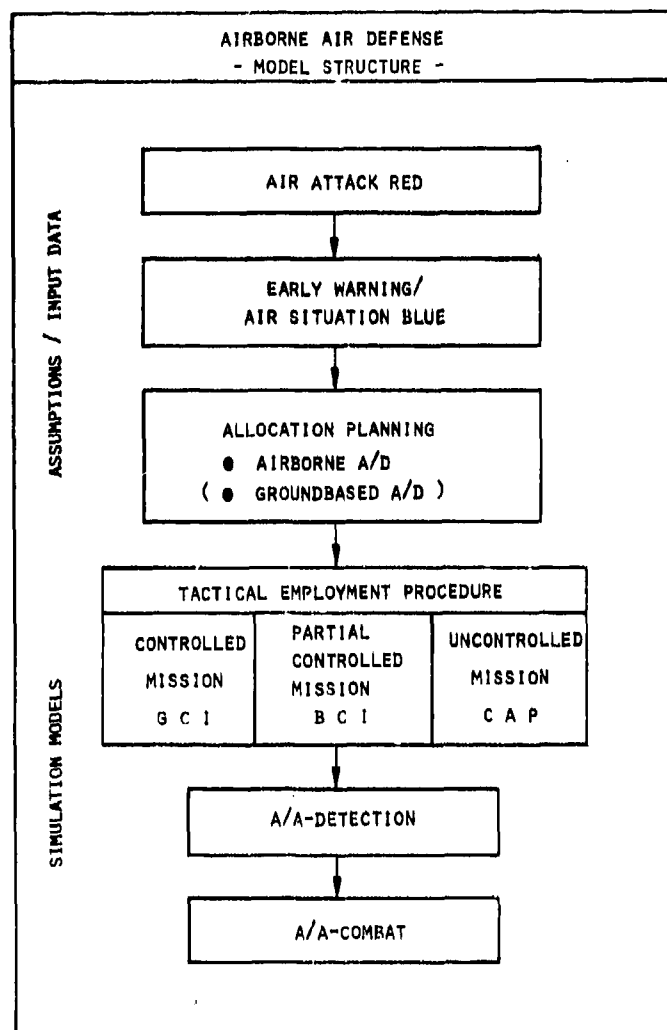 AIRBORNE AIR DEFENSE
- MODEL STRUCTURE -
ASSUMPTIONS / INPUT DATA
AIR ATTACK RED
EARLY WARNING/
AIR SITUATION BLUE
ALLOCATION PLANNING
● AIRBORNE A/D
( ● GROUNDBASED A/D )
SIMULATION MODELS
TACTICAL EMPLOYMENT PROCEDURE
CONTROLLED
MISSION
G C I
PARTIAL
CONTROLLED
MISSION
B C I
UNCONTROLLED
MISSION
C A P
A/A-DETECTION
A/A-COMBAT